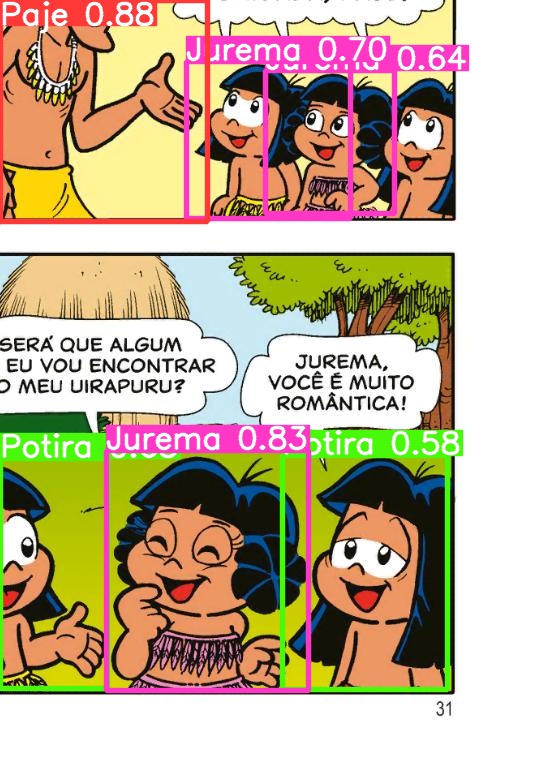 Paje 0.88
Jurema 0.70
0.64
SERÁ QUE ALGUM
EU VOU ENCONTRAR
O MEU UIRAPURU?
JUREMA,
VOCÊ É MUITO
ROMÂNTICA!
Potira
Jurema 0.83
otira 0.58
31